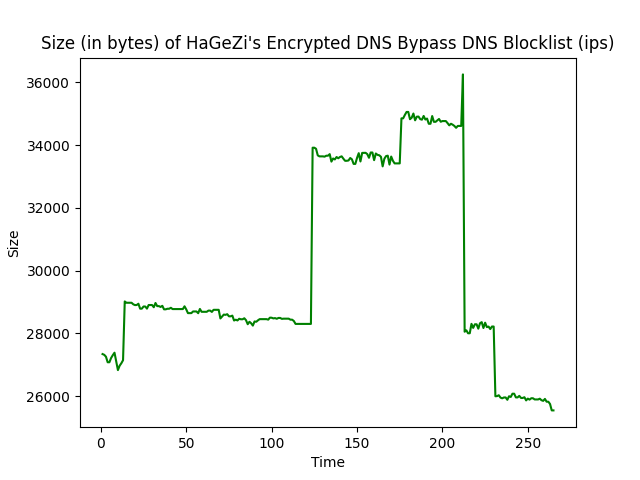 Size (in bytes) of HaGeZi's Encrypted DNS Bypass DNS Blocklist (ips)
36000
34000
32000
30000
28000
26000
Size
0 50 100 150 200 250
Time